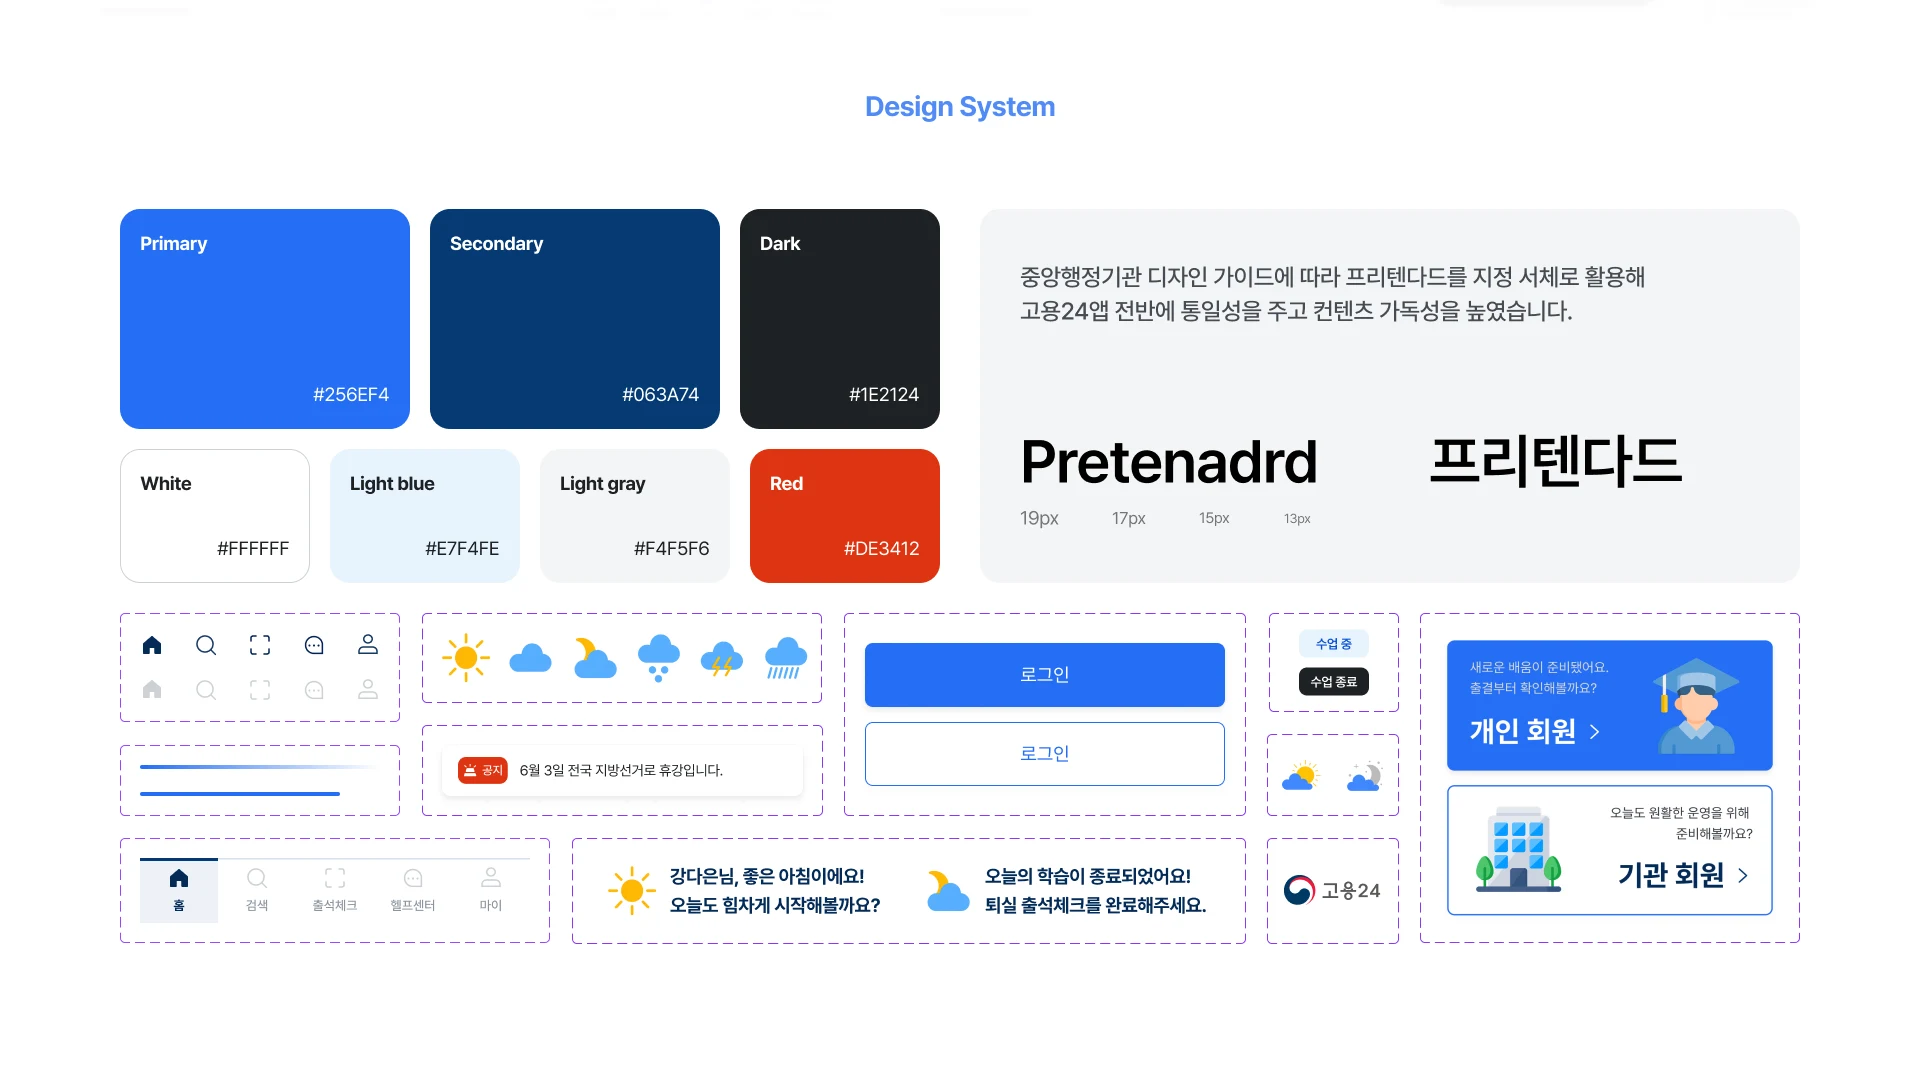 Design System
Primary
#256EF4
Secondary
#063A74
Dark
#1E2124
White
#FFFFFF
Light blue
#E7F4FE
Light gray
#F4F5F6
Red
#DE3412
중앙행정기관 디자인 가이드에 따라 프리텐다드를 지정 서체로 활용해
고용24앱 전반에 통일성을 주고 컨텐츠 가독성을 높였습니다.
Pretenadrd
프리텐다드
19px 17px 15px 13px
공지 6월 3일 전국 지방선거로 휴강입니다.
로그인
로그인
수업 중
수업 종료
새로운 배움이 준비됐어요.
출결부터 확인해볼까요?
개인 회원
오늘도 원활한 운영을 위해
준비해볼까요?
기관 회원
홈 검색 출석체크 헬프센터 마이
강다은님, 좋은 아침이에요!
오늘도 힘차게 시작해볼까요?
오늘의 학습이 종료되었어요!
퇴실 출석체크를 완료해주세요.
고용24